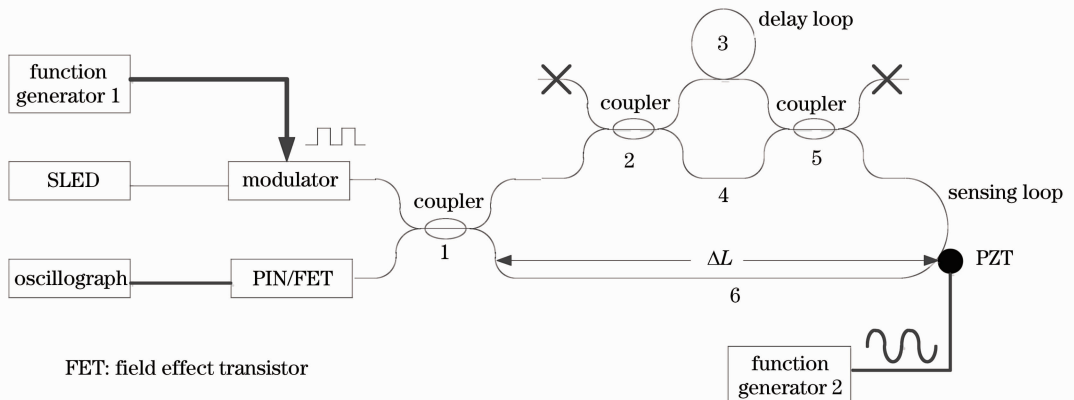 delay loop
3
function
generator 1
coupler
coupler
2
5
SLED
modulator
4
sensing loop
coupler
1
ΔL
PZT
oscillograph
PIN/FET
6
FET: field effect transistor
function
generator 2